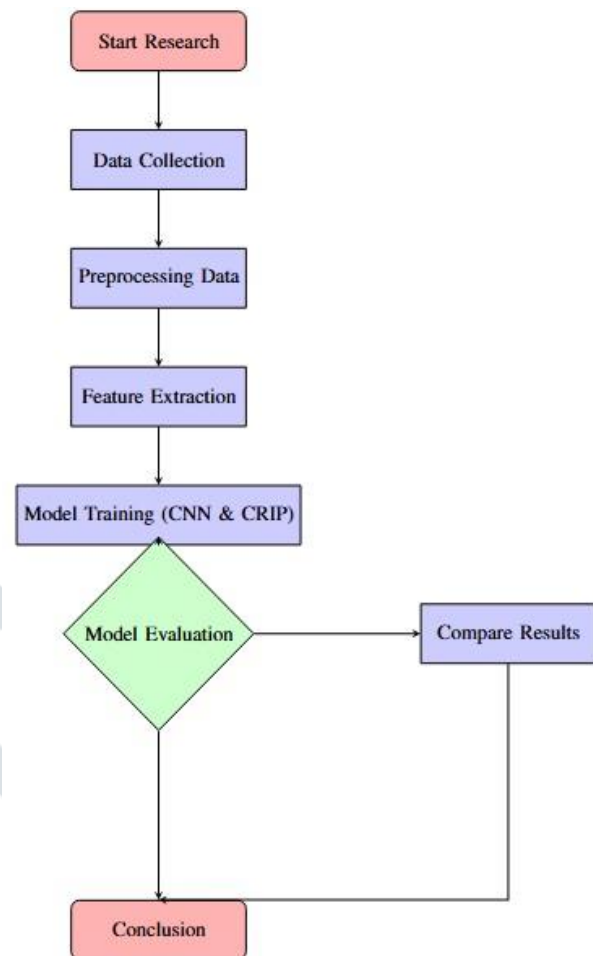 Start Research
Data Collection
Preprocessing Data
Feature Extraction
Model Training (CNN & CRIP)
Model Evaluation
Compare Results
Conclusion